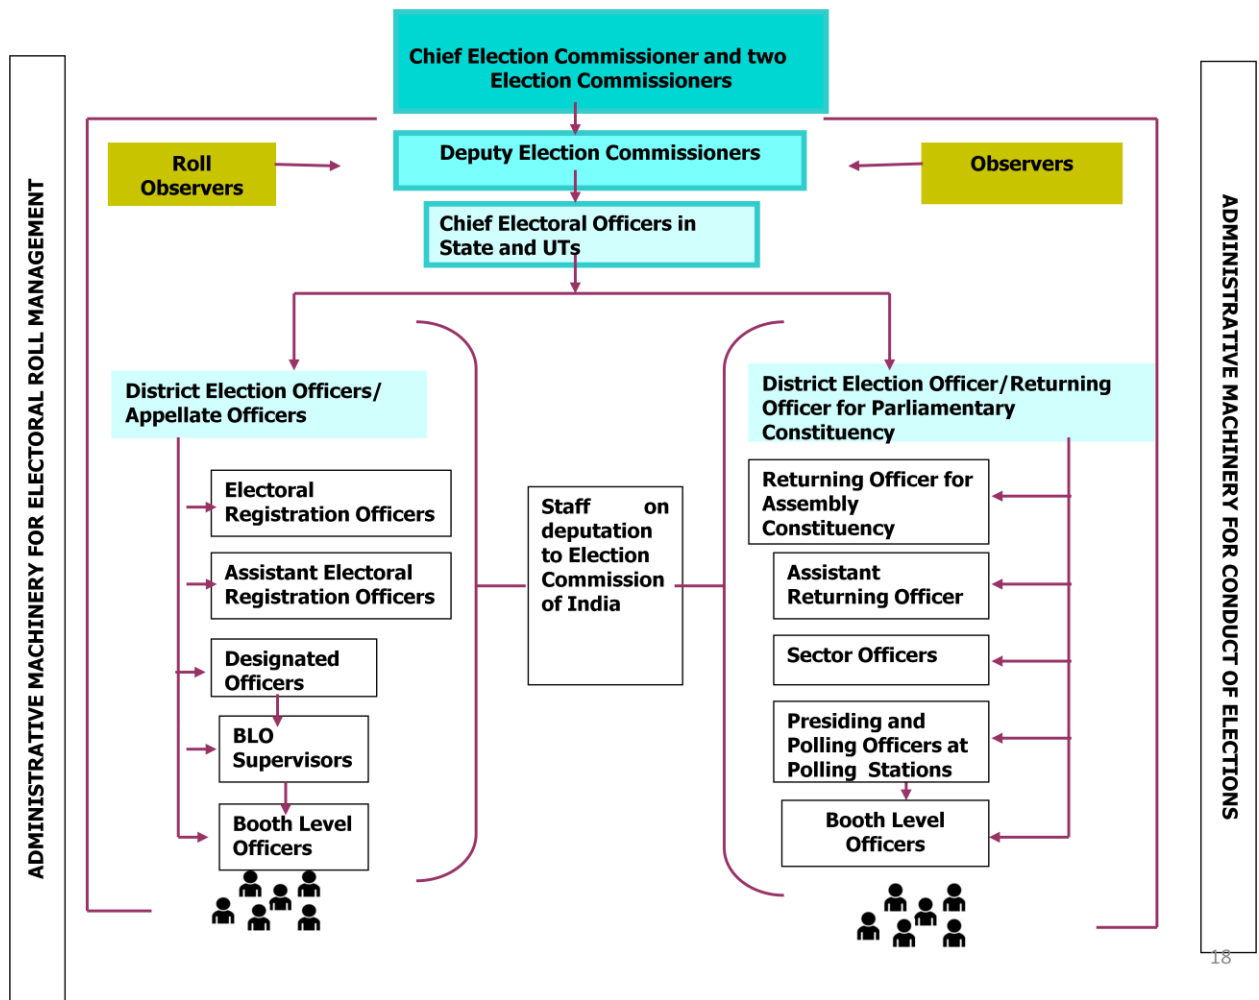 Chief Election Commissioner and two
Election Commissioners
Deputy Election Commissioners
Roll
Observers
Observers
Chief Electoral Officers in
State and UTs
ADMINISTRATIVE MACHINERY FOR ELECTORAL ROLL MANAGEMENT
District Election Officers/
Appellate Officers
Electoral
Registration Officers
Assistant Electoral
Registration Officers
Designated
Officers
BLO
Supervisors
Booth Level
Officers
Staff on
deputation
to Election
Commission
of India
District Election Officer/Returning
Officer for Parliamentary
Constituency
Returning Officer for
Assembly
Constituency
Assistant
Returning Officer
Sector Officers
Presiding and
Polling Officers at
Polling Stations
Booth Level
Officers
ADMINISTRATIVE MACHINERY FOR CONDUCT OF ELECTIONS
18